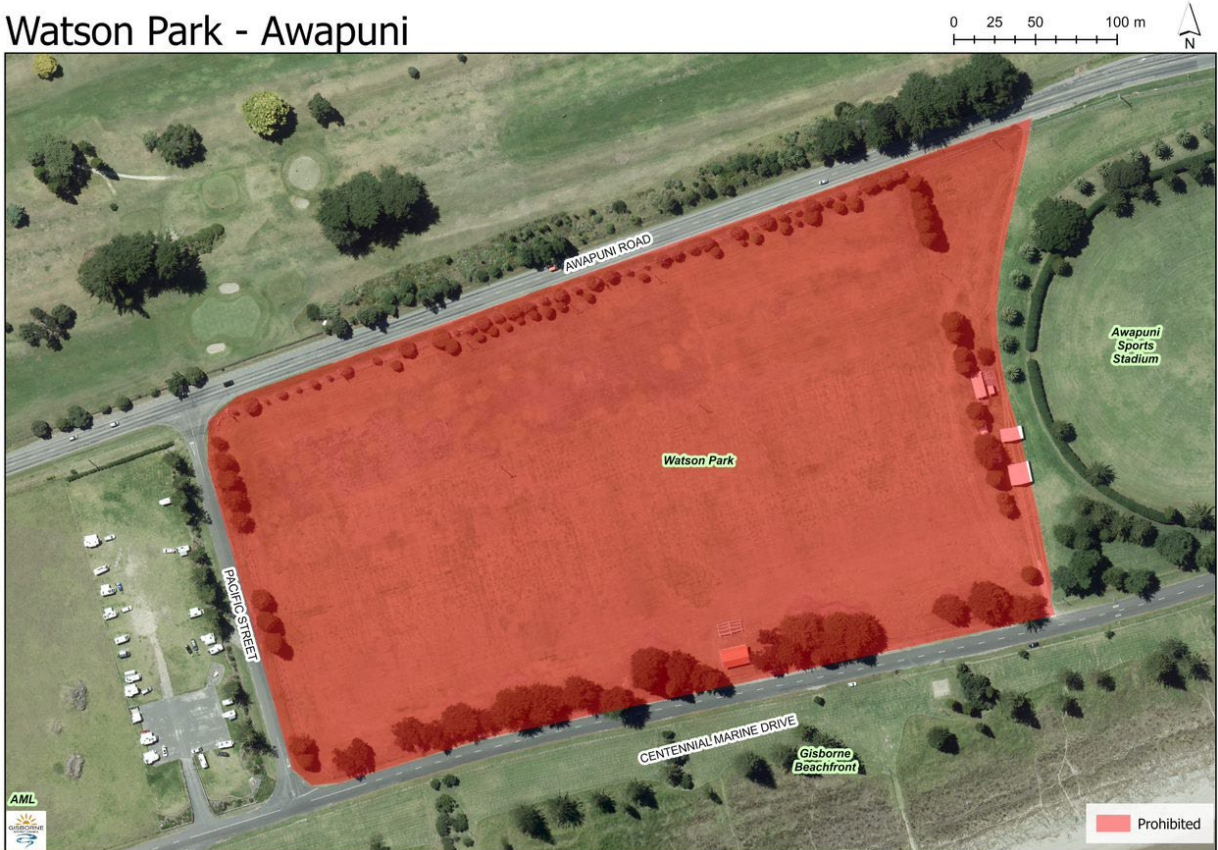 Watson Park - Awapuni
0 25 50 100 m
N
AWAPUNI ROAD
Awapuni
Sports
Stadium
Watson Park
PACIFIC STREET
CENTENNIAL MARINE DRIVE
Gisborne
Beachfront
AML
GISBORNE
Prohibited